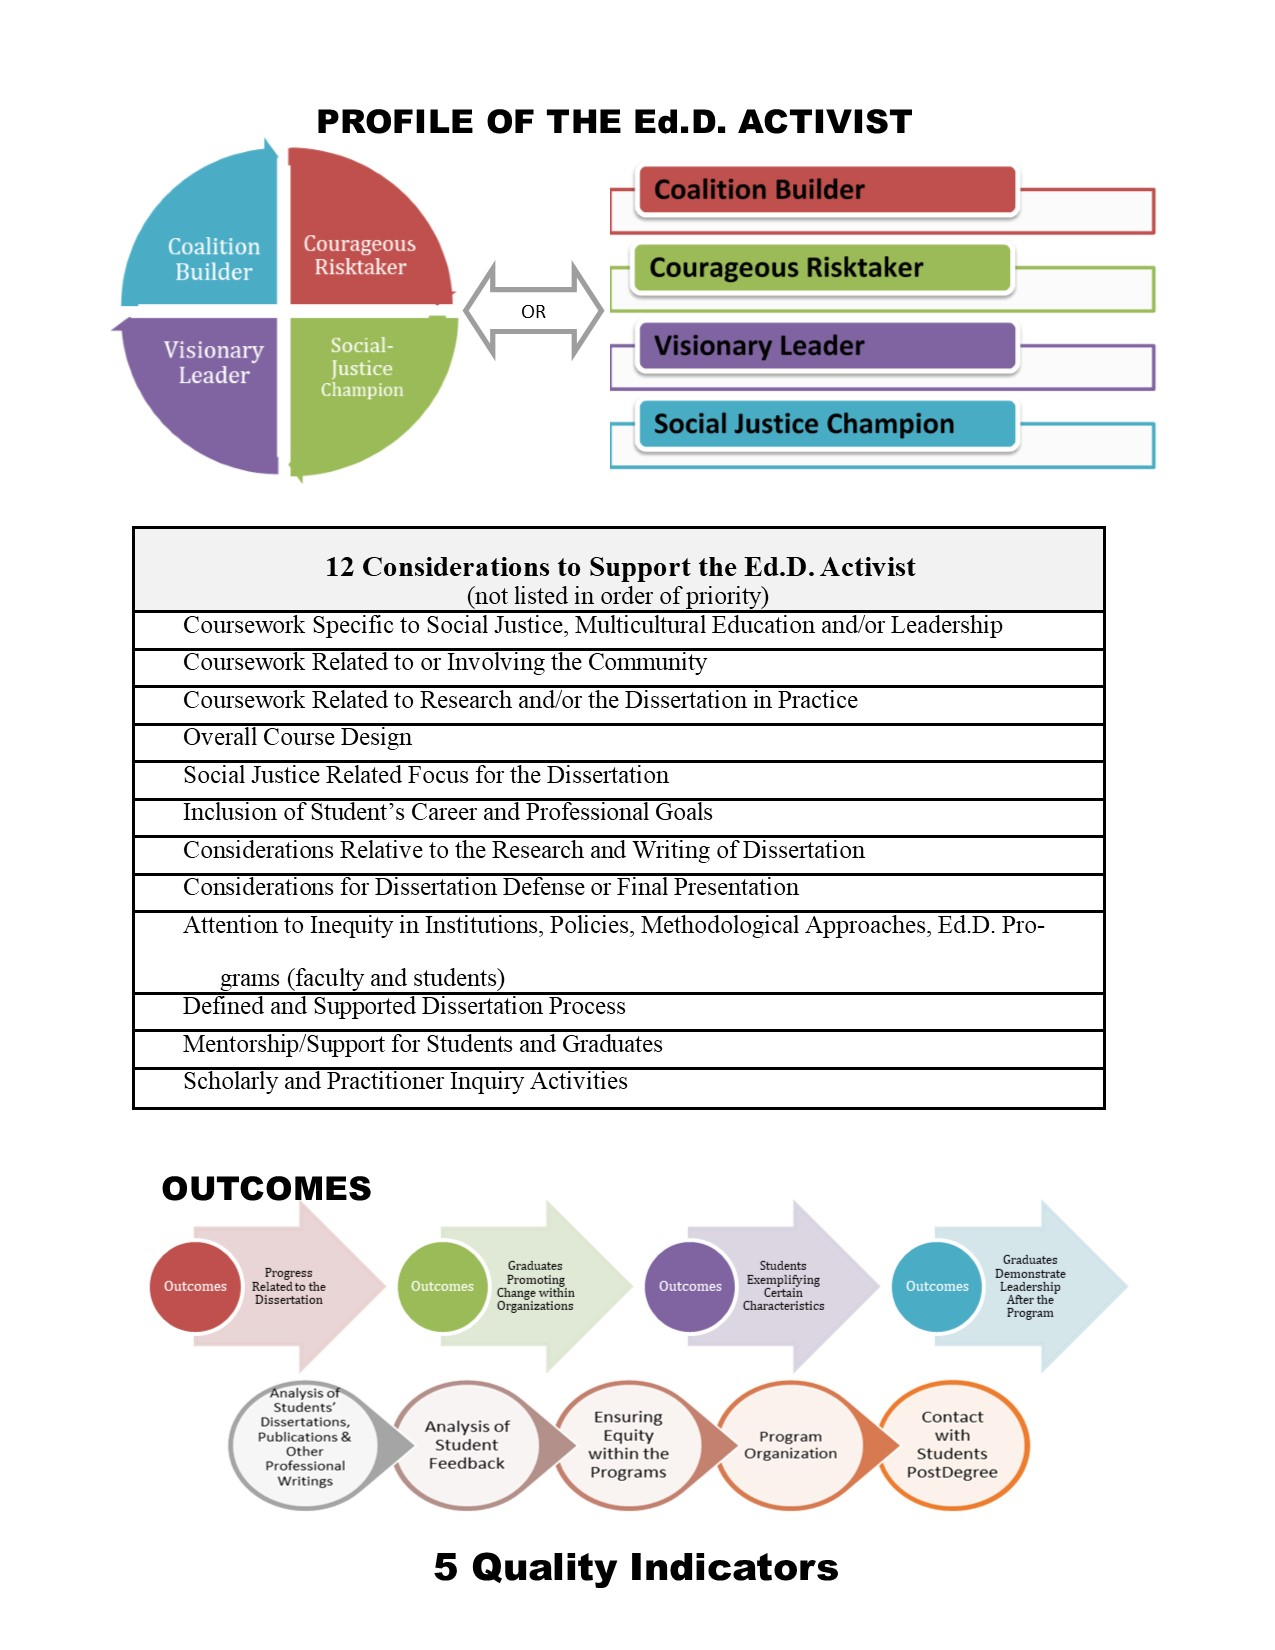 PROFILE OF THE Ed.D. ACTIVIST
Coalition
Builder
Courageous
Risktaker
Visionary
Leader
Social-
Justice
Champion
OR
Coalition Builder
Courageous Risktaker
Visionary Leader
Social Justice Champion
12 Considerations to Support the Ed.D. Activist
(not listed in order of priority)
Coursework Specific to Social Justice, Multicultural Education and/or Leadership
Coursework Related to or Involving the Community
Coursework Related to Research and/or the Dissertation in Practice
Overall Course Design
Social Justice Related Focus for the Dissertation
Inclusion of Student’s Career and Professional Goals
Considerations Relative to the Research and Writing of Dissertation
Considerations for Dissertation Defense or Final Presentation
Attention to Inequity in Institutions, Policies, Methodological Approaches, Ed.D. Pro-
grams (faculty and students)
Defined and Supported Dissertation Process
Mentorship/Support for Students and Graduates
Scholarly and Practitioner Inquiry Activities
OUTCOMES
Outcomes
Progress
Related to the
Dissertation
Outcomes
Graduates
Promoting
Change within
Organizations
Outcomes
Students
Exemplifying
Certain
Characteristics
Outcomes
Graduates
Demonstrate
Leadership
After the
Program
Analysis of
Students'
Dissertations,
Publications &
Other
Professional
Writings
Analysis of
Student
Feedback
Ensuring
Equity
within the
Programs
Program
Organization
Contact
with
Students
PostDegree
5 Quality Indicators